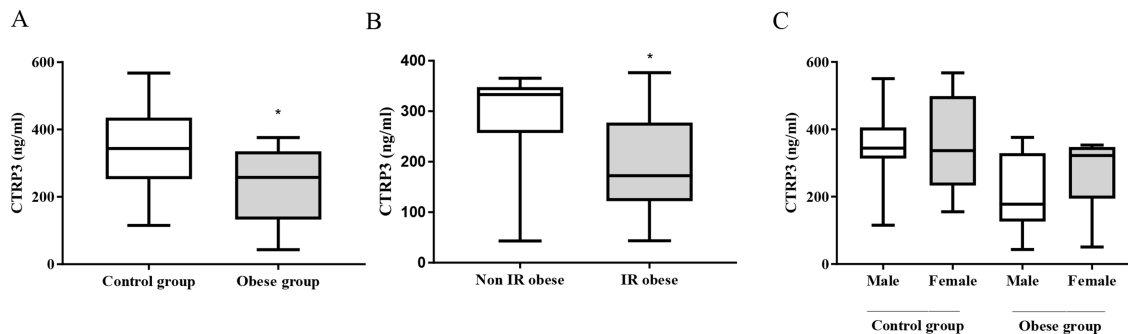 A
CTRP3 (ng/ml)
600
400
200
0
*
Control group
Obese group
B
CTRP3 (ng/ml)
400
300
200
100
0
*
Non IR obese
IR obese
C
CTRP3 (ng/ml)
600
400
200
0
Male
Female
Male
Female
Control group
Obese group